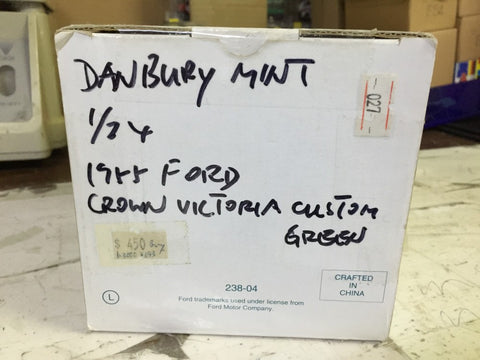 DANBURY MINT
027
1/24
1955 FORD
CROWN VICTORIA CUSTOM
GREEN
$ 450
238-04
CRAFTED
IN
CHINA
L
Ford trademarks used under license from
Ford Motor Company.